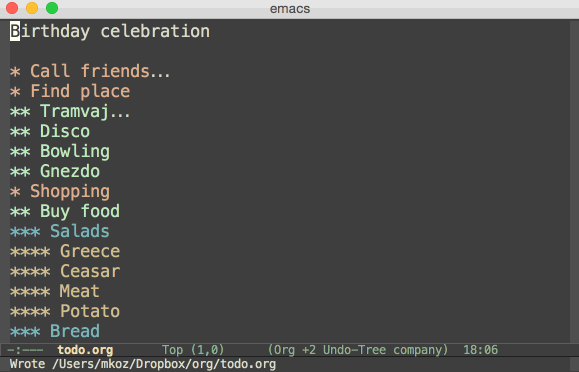 emacs
Birthday celebration
* Call friends...
* Find place
** Tramvaj...
** Disco
** Bowling
** Gnezdo
* Shopping
** Buy food
*** Salads
**** Greece
**** Ceasar
**** Meat
**** Potato
*** Bread
-:--- todo.org Top (1,0) (Org +2 Undo-Tree company) 18:06
Wrote /Users/mkoz/Dropbox/org/todo.org